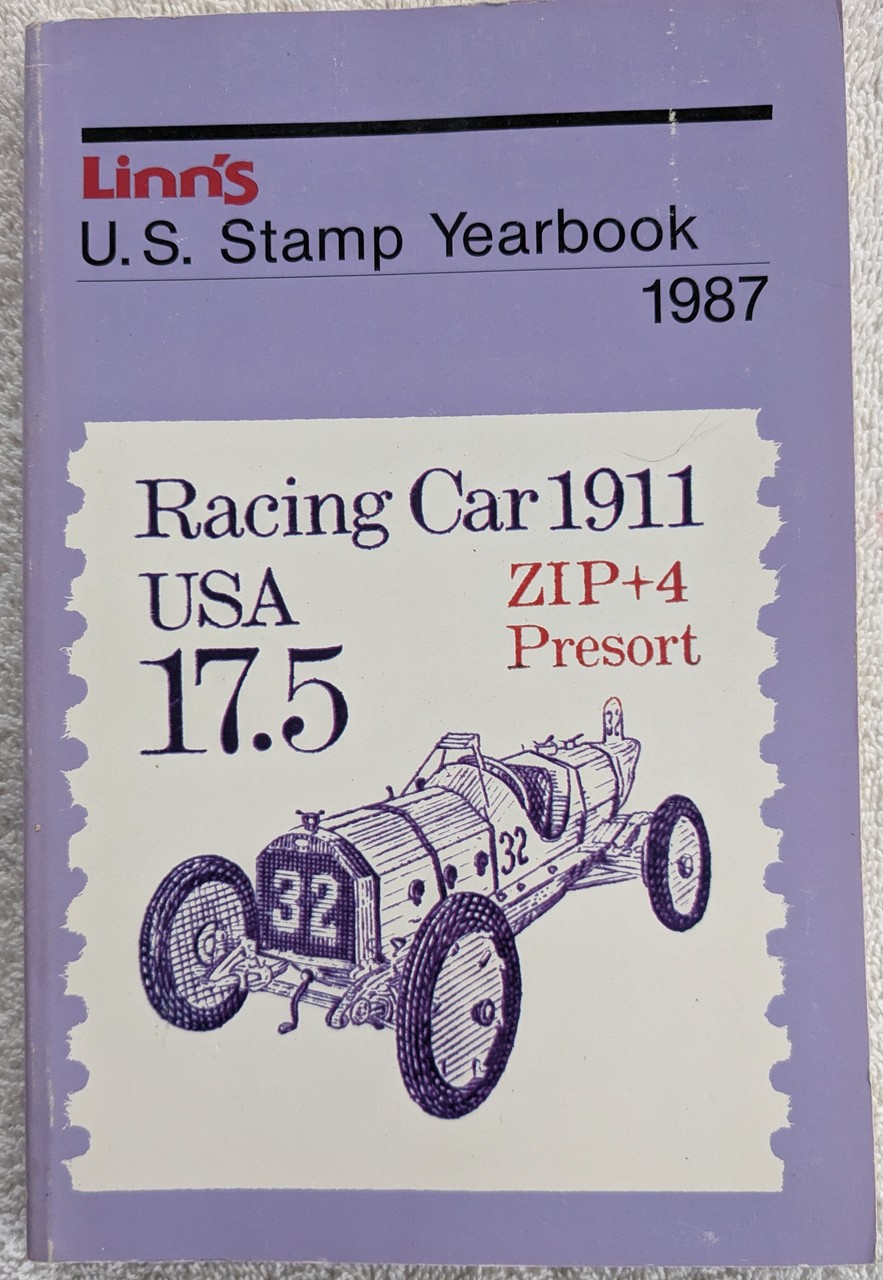 Linn's
U.S. Stamp Yearbook
1987
Racing Car 1911
USA
ZIP+4
Presort
17.5
32
32
32